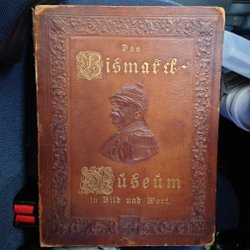 Das
Bismarck-
Museum
in Bild und Wort.